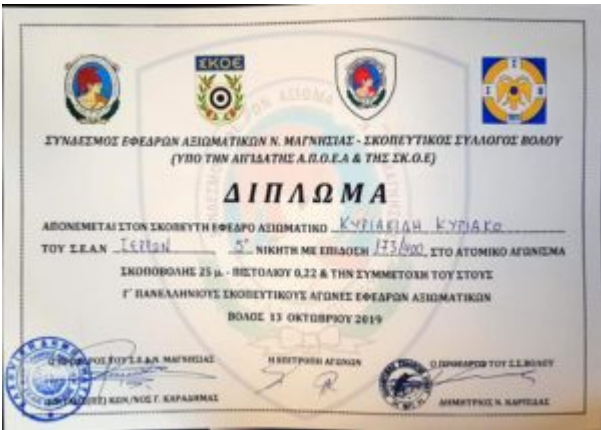 ΣΚΟΕ
ΣΥΝΔΕΣΜΟΣ ΕΦΕΔΡΩΝ ΑΞΙΩΜΑΤΙΚΩΝ Ν. ΜΑΓΝΗΣΙΑΣ - ΣΚΟΠΕΥΤΙΚΟΣ ΣΥΛΛΟΓΟΣ ΒΟΛΟΥ
(ΥΠΟ ΤΗΝ ΑΙΓΙΔΑ ΤΗΣ Α.Π.Ο.Ε.Α & ΤΗΣ ΣΚ.Ο.Ε)
ΔΙΠΛΩΜΑ
ΑΠΟΝΕΜΕΤΑΙ ΣΤΟΝ ΣΚΟΠΕΥΤΗ ΕΦΕΔΡΟ ΑΞΙΩΜΑΤΙΚΟ ΚΥΡΙΑΚΙΔΗ ΚΥΡΙΑΚΟ
ΤΟΥ Σ.Ε.Α.Ν ΣΕΡΡΩΝ 5º ΝΙΚΗΤΗ ΜΕ ΕΠΙΔΟΣΗ 173/400, ΣΤΟ ΑΤΟΜΙΚΟ ΑΓΩΝΙΣΜΑ
ΣΚΟΠΟΒΟΛΗΣ 25 μ. - ΠΙΣΤΟΛΙΟΥ 0,22 & ΤΗΝ ΣΥΜΜΕΤΟΧΗ ΤΟΥ ΣΤΟΥΣ
Γ' ΠΑΝΕΛΛΗΝΙΟΥΣ ΣΚΟΠΕΥΤΙΚΟΥΣ ΑΓΩΝΕΣ ΕΦΕΔΡΩΝ ΑΞΙΩΜΑΤΙΚΩΝ
ΒΟΛΟΣ 13 ΟΚΤΩΒΡΙΟΥ 2019
Ο ΠΡΟΕΔΡΟΣ ΤΟΥ Σ.Ε.Α.Ν. ΜΑΓΝΗΣΙΑΣ Η ΕΠΙΤΡΟΠΗ ΑΓΩΝΩΝ Ο ΠΡΟΕΔΡΟΣ ΤΟΥ Σ.Σ.ΒΟΛΟΥ
ΚΩΝ/ΝΟΣ Γ. ΚΑΡΑΔΗΜΑΣ ΔΗΜΗΤΡΙΟΣ Ν. ΚΑΡΠΕΔΑΣ